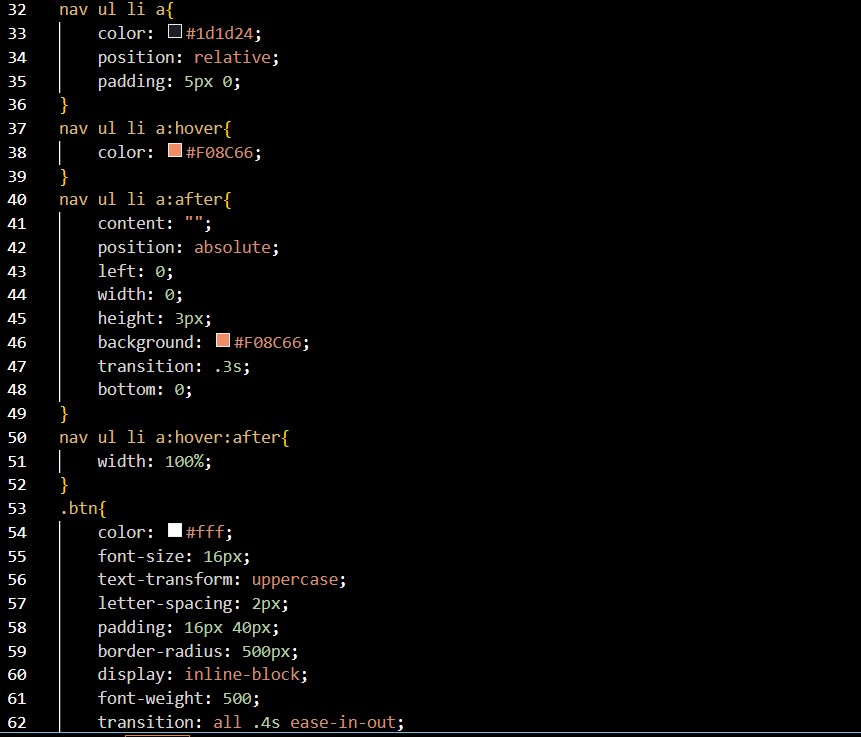 32 nav ul li a{
33 color: #1d1d24;
34 position: relative;
35 padding: 5px 0;
36 }
37 nav ul li a:hover{
38 color: #F08C66;
39 }
40 nav ul li a:after{
41 content: "";
42 position: absolute;
43 left: 0;
44 width: 0;
45 height: 3px;
46 background: #F08C66;
47 transition: .3s;
48 bottom: 0;
49 }
50 nav ul li a:hover:after{
51 width: 100%;
52 }
53 .btn{
54 color: #fff;
55 font-size: 16px;
56 text-transform: uppercase;
57 letter-spacing: 2px;
58 padding: 16px 40px;
59 border-radius: 500px;
60 display: inline-block;
61 font-weight: 500;
62 transition: all .4s ease-in-out;